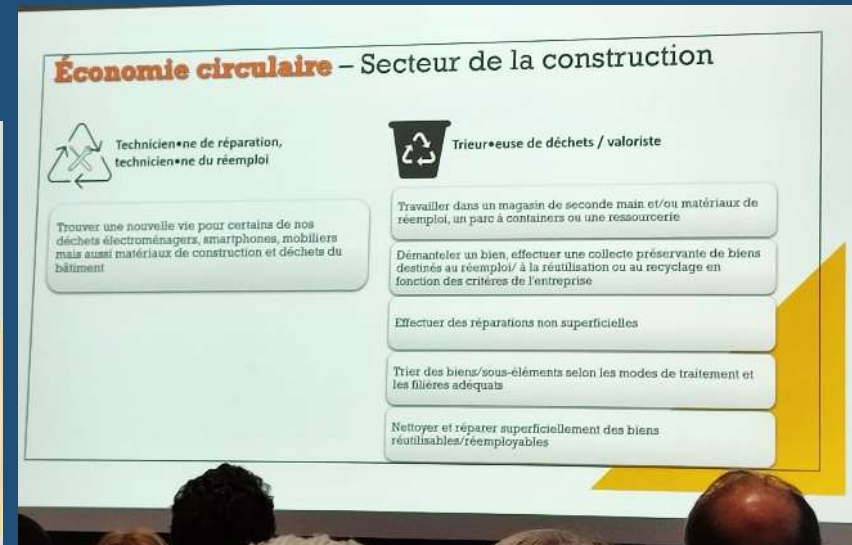 Économie circulaire – Secteur de la construction
Technicien•ne de réparation,
technicien•ne du réemploi
Trouver une nouvelle vie pour certains de nos
déchets électroménagers, smartphones, mobiliers
mais aussi matériaux de construction et déchets du
bâtiment
Trieur•euse de déchets / valoriste
Travailler dans un magasin de seconde main et/ou matériaux de
réemploi, un parc à containers ou une ressourcerie
Démanteler un bien, effectuer une collecte préservante de biens
destinés au réemploi/ à la réutilisation ou au recyclage en
fonction des critères de l'entreprise
Effectuer des réparations non superficielles
Trier des biens/sous-éléments selon les modes de traitement et
les filières adéquats
Nettoyer et réparer superficiellement des biens
réutilisables/réemployables